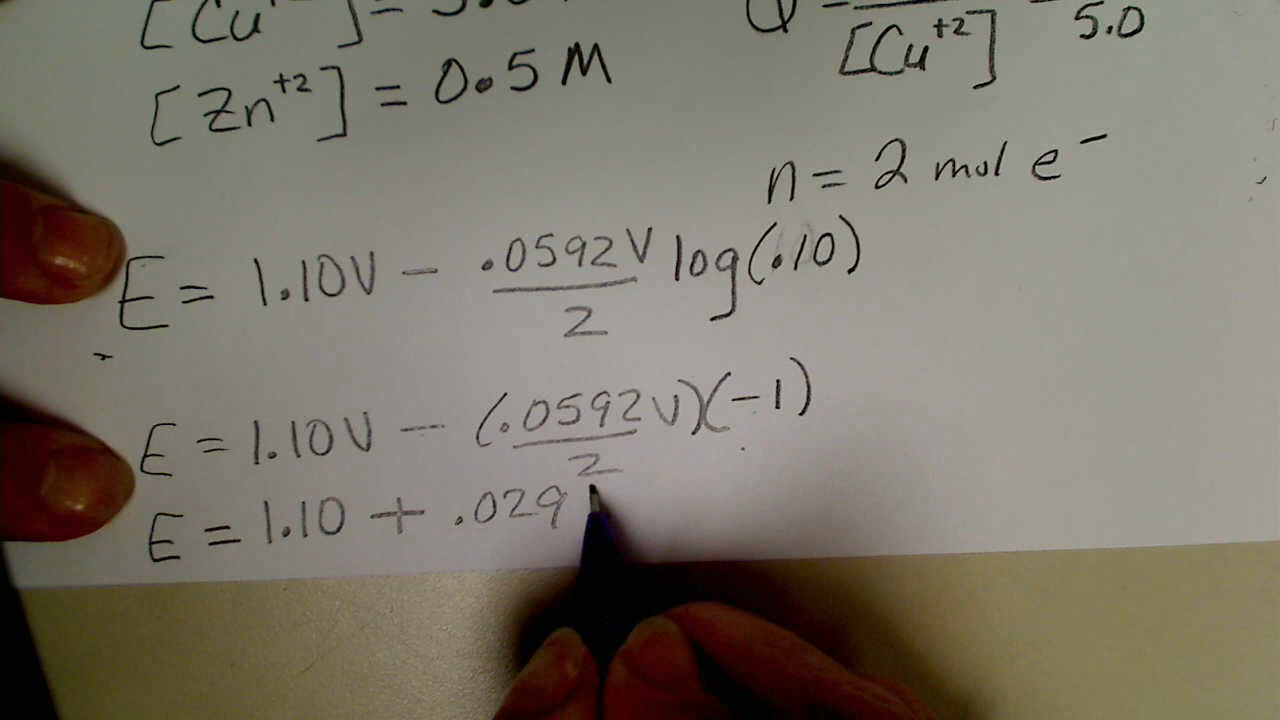 [Cu
] =
Q =
[Cu⁺²] 5.0
[Zn⁺²] = 0.5 M
n = 2 mol e⁻
E = 1.10V − .0592V/2 log(.10)
E = 1.10V − (.0592V/2)(−1)
E = 1.10 + .029